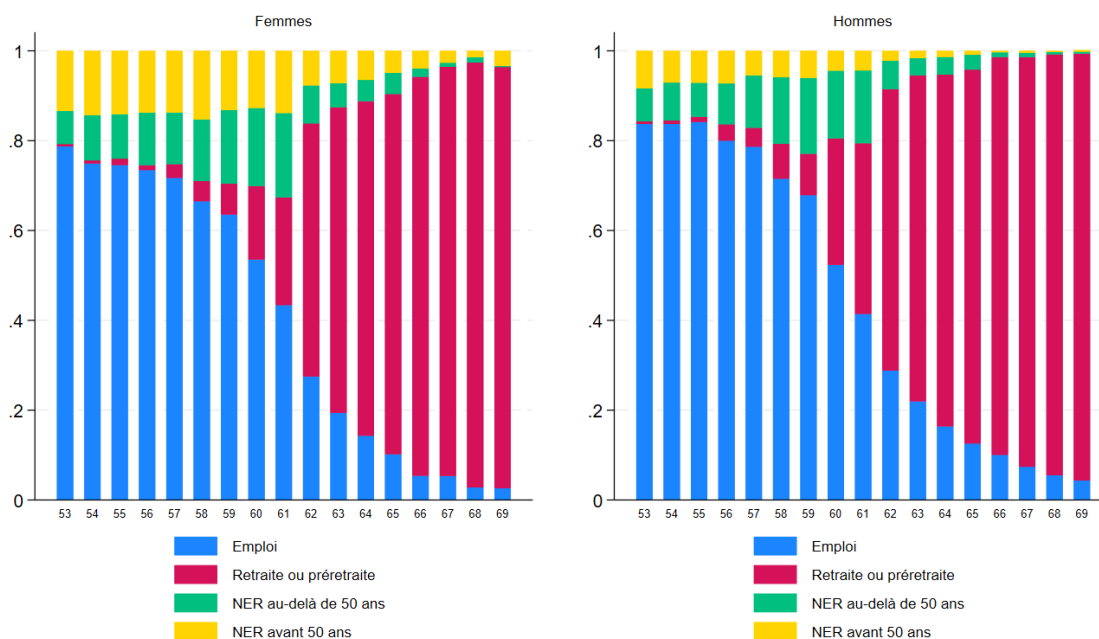 Femmes
1
.8
.6
.4
.2
0
53 54 55 56 57 58 59 60 61 62 63 64 65 66 67 68 69
Emploi
Retraite ou préretraite
NER au-delà de 50 ans
NER avant 50 ans
Hommes
1
.8
.6
.4
.2
0
53 54 55 56 57 58 59 60 61 62 63 64 65 66 67 68 69
Emploi
Retraite ou préretraite
NER au-delà de 50 ans
NER avant 50 ans